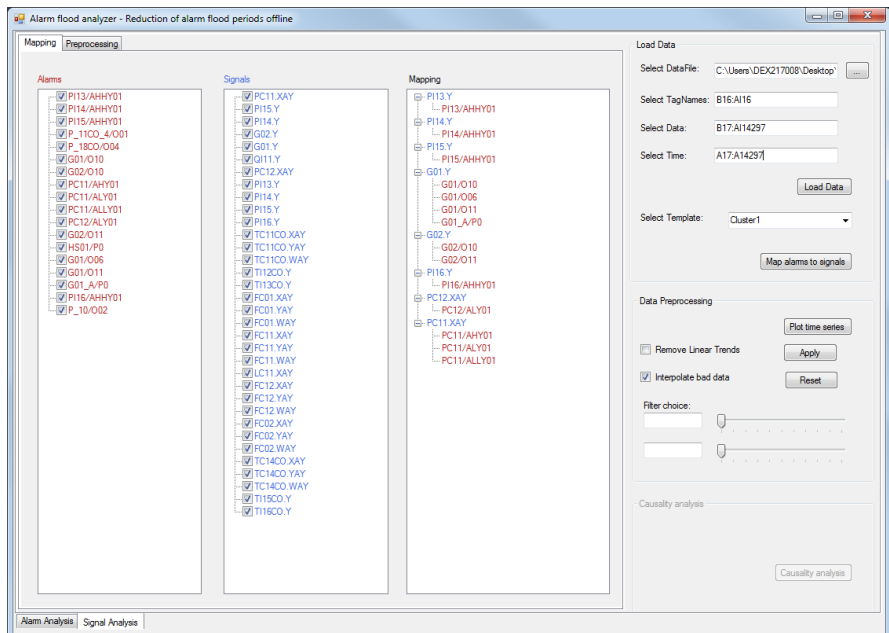 Alarm flood analyzer - Reduction of alarm flood periods offline
Mapping Preprocessing
Alarms
PI13/AHHY01
PI14/AHHY01
PI15/AHHY01
P_11CO_4/O01
P_18CO/O04
G01/O10
G02/O10
PC11/AHY01
PC11/ALY01
PC11/ALLY01
PC12/ALY01
G02/O11
HS01/P0
G01/O06
G01/O11
G01_A/P0
PI16/AHHY01
P_10/O02
Signals
PC11.XAY
PI15.Y
PI14.Y
G02.Y
G01.Y
QI11.Y
PC12.XAY
PI13.Y
PI14.Y
PI15.Y
PI16.Y
TC11CO.XAY
TC11CO.YAY
TC11CO.WAY
TI12CO.Y
TI13CO.Y
FC01.XAY
FC01.YAY
FC01.WAY
FC11.XAY
FC11.YAY
FC11.WAY
LC11.XAY
FC12.XAY
FC12.YAY
FC12.WAY
FC02.XAY
FC02.YAY
FC02.WAY
TC14CO.XAY
TC14CO.YAY
TC14CO.WAY
TI15CO.Y
TI16CO.Y
Mapping
PI13.Y
PI13/AHHY01
PI14.Y
PI14/AHHY01
PI15.Y
PI15/AHHY01
G01.Y
G01/O10
G01/O06
G01/O11
G01_A/P0
G02.Y
G02/O10
G02/O11
PI16.Y
PI16/AHHY01
PC12.XAY
PC12/ALY01
PC11.XAY
PC11/AHY01
PC11/ALY01
PC11/ALLY01
Load Data
Select DataFile: C:\Users\DEX217008\Desktop\ ...
Select TagNames: B16:AI16
Select Data: B17:AI14297
Select Time: A17:A14297
Load Data
Select Template: Cluster1
Map alarms to signals
Data Preprocessing
Plot time series
Remove Linear Trends Apply
Interpolate bad data Reset
Filter choice:
Causality analysis
Causality analysis
Alarm Analysis Signal Analysis